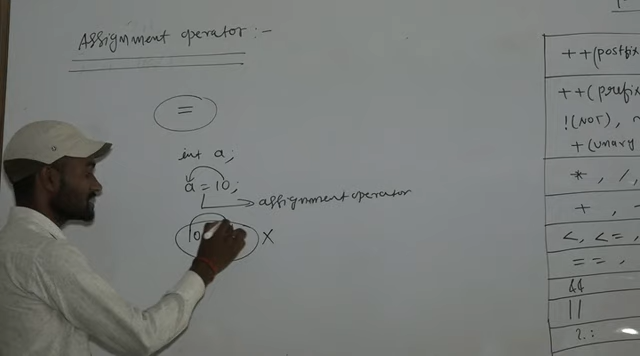 Assignment operator :-
=
int a;
a = 10;
assignment operator
10
X
++(postfix
++(prefix
!(NOT), ~
+(unary
*, /,
+, -
<, <=,
==,
&&
||
?: